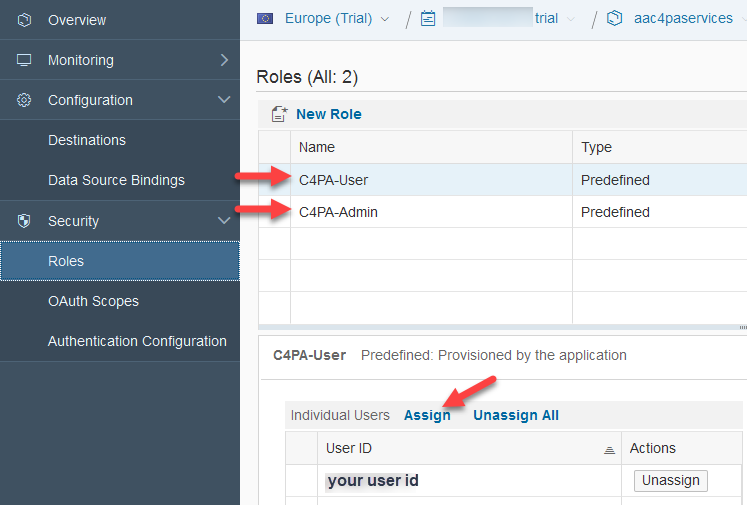 Overview
Monitoring
Configuration
Destinations
Data Source Bindings
Security
Roles
OAuth Scopes
Authentication Configuration
Europe (Trial) / trial / aac4paservices
Roles (All: 2)
New Role
Name Type
C4PA-User Predefined
C4PA-Admin Predefined
C4PA-User Predefined: Provisioned by the application
Individual Users Assign Unassign All
User ID Actions
your user id Unassign